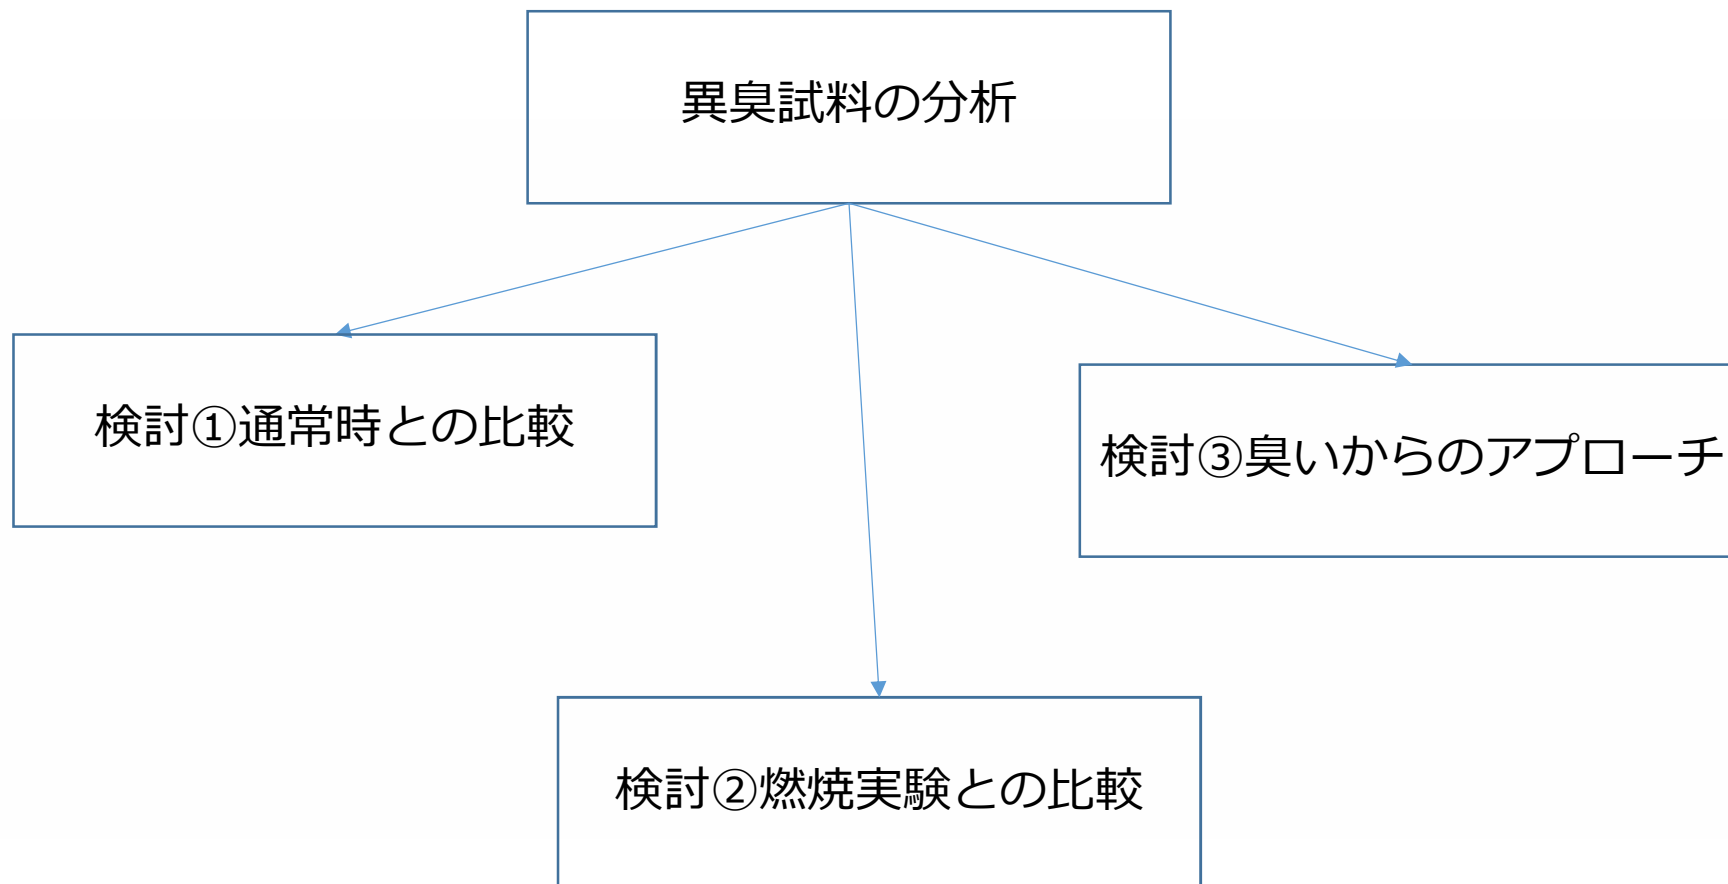 異臭試料の分析
検討①通常時との比較
検討③臭いからのアプローチ
検討②燃焼実験との比較